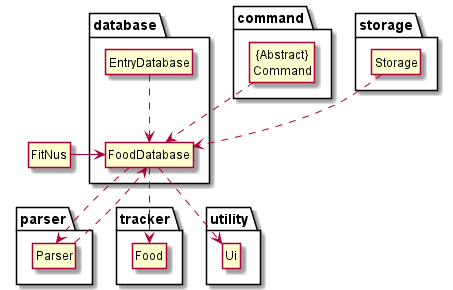 database
command
storage
EntryDatabase
{Abstract}
Command
Storage
FitNus
FoodDatabase
parser
tracker
utility
Parser
Food
Ui